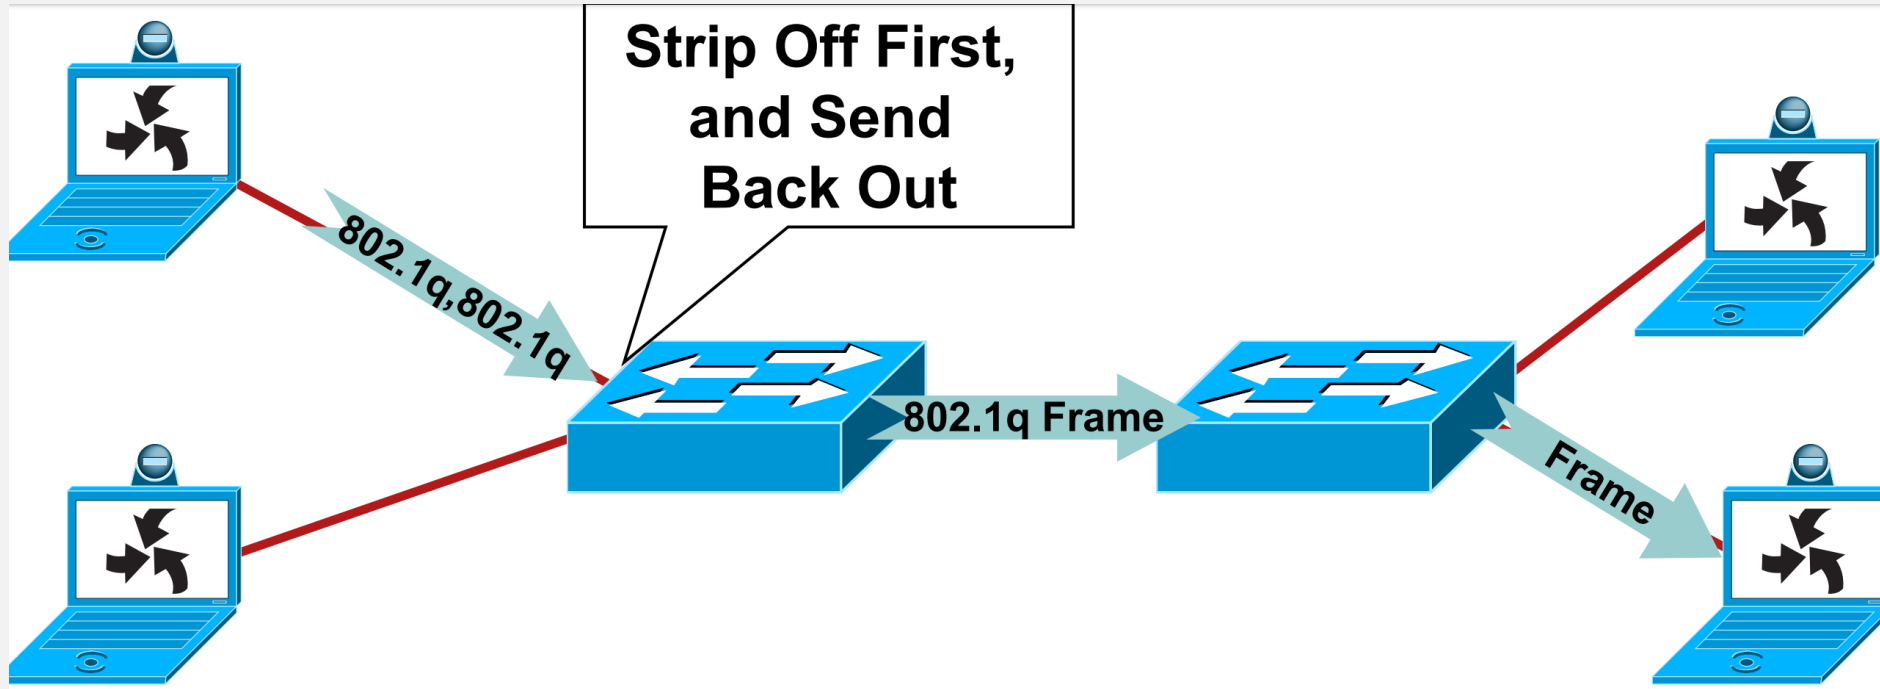 Strip Off First,
and Send
Back Out
802.1q,802.1q
802.1q Frame
Frame